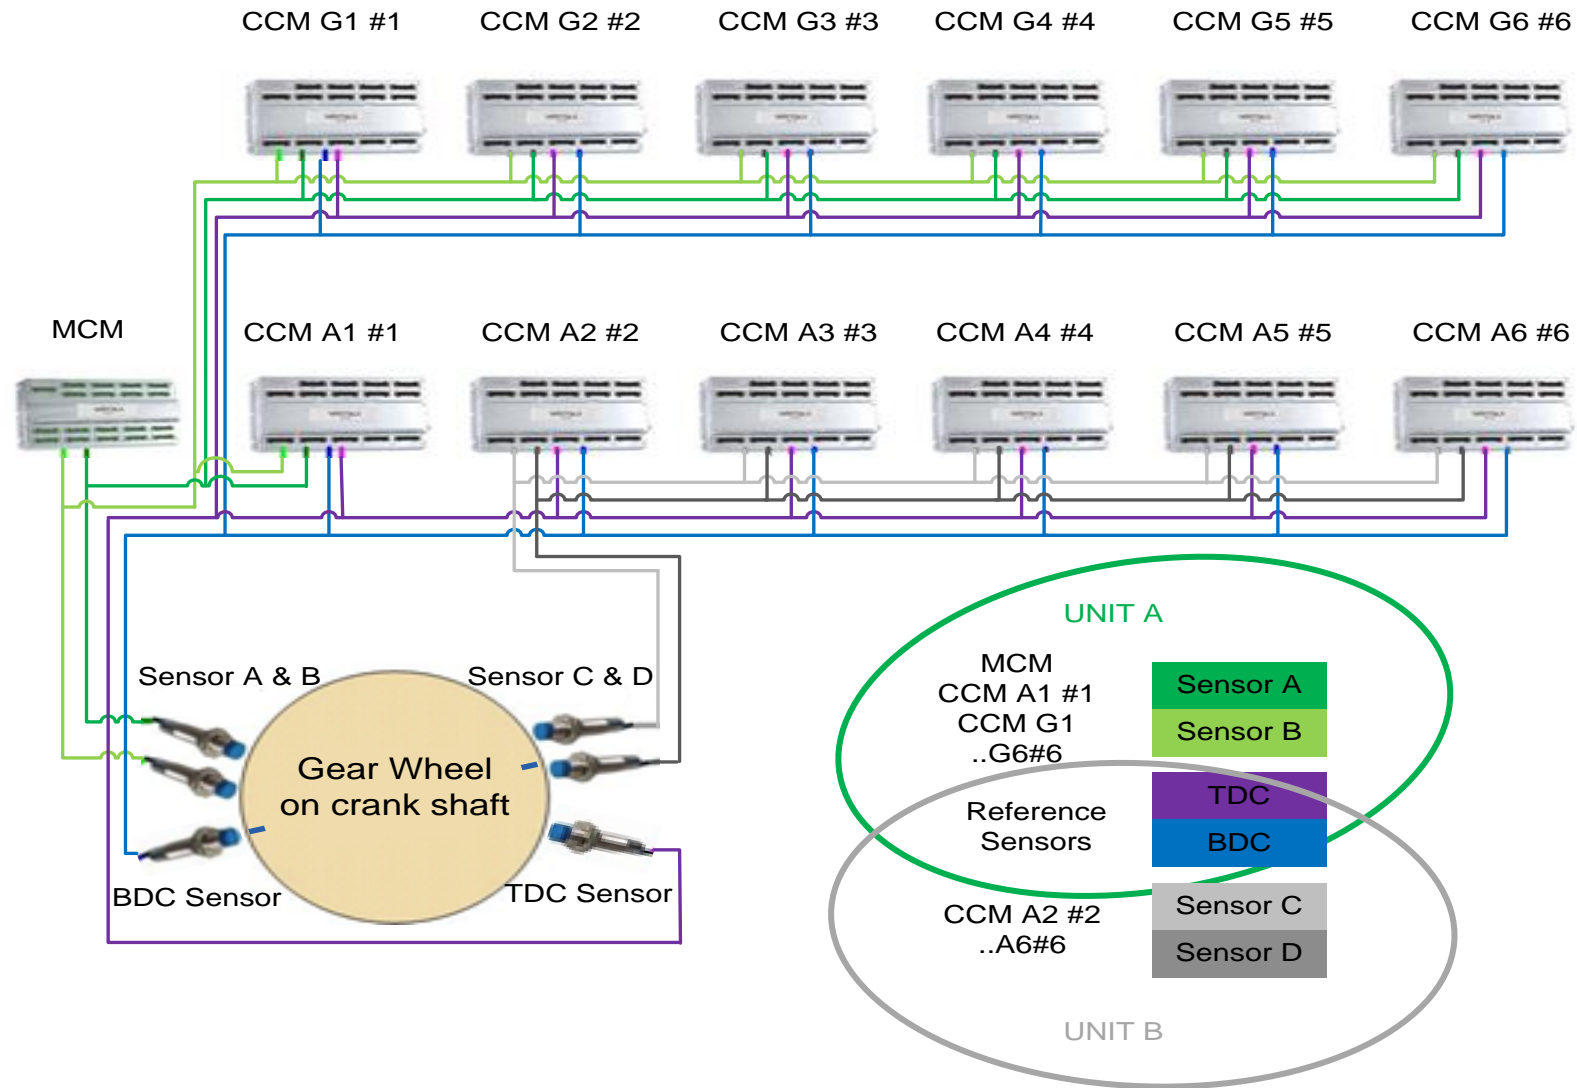 CCM G1 #1
CCM G2 #2
CCM G3 #3
CCM G4 #4
CCM G5 #5
CCM G6 #6
MCM
CCM A1 #1
CCM A2 #2
CCM A3 #3
CCM A4 #4
CCM A5 #5
CCM A6 #6
Sensor A & B
Sensor C & D
Gear Wheel
on crank shaft
BDC Sensor
TDC Sensor
UNIT A
MCM
CCM A1 #1
CCM G1
..G6#6
Sensor A
Sensor B
Reference
Sensors
TDC
BDC
CCM A2 #2
..A6#6
Sensor C
Sensor D
UNIT B